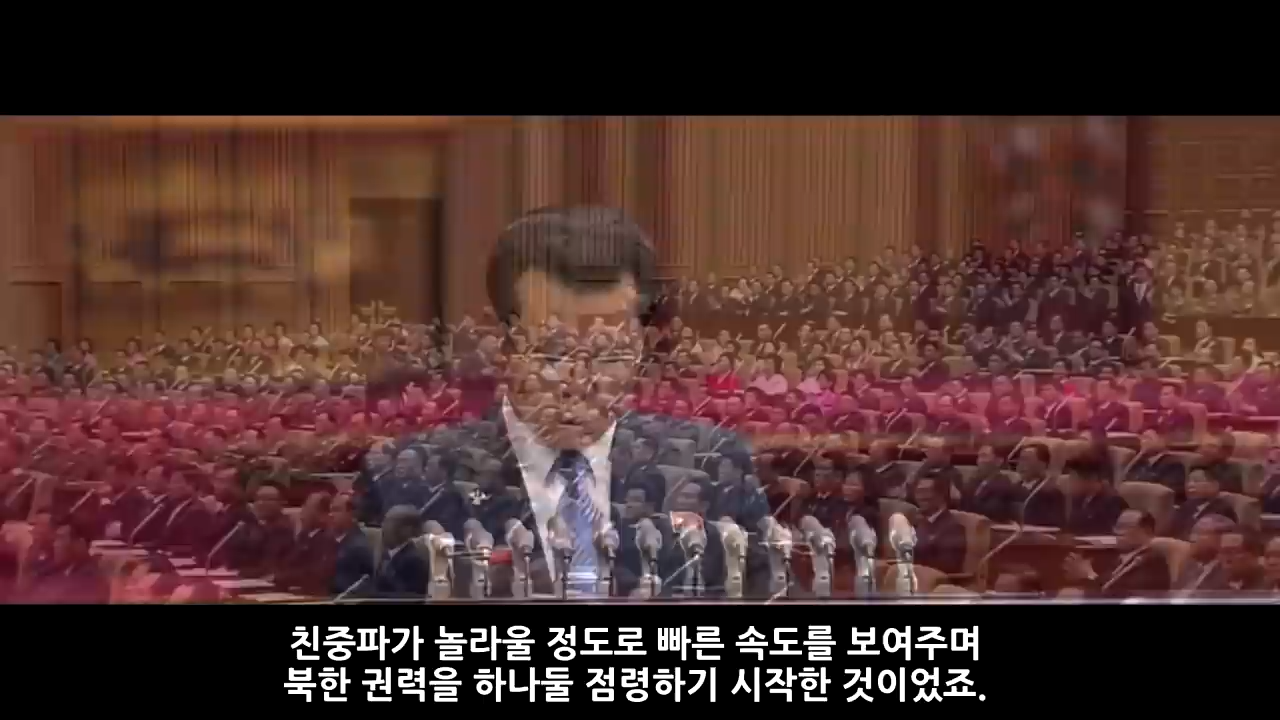 친중파가 놀라울 정도로 빠른 속도를 보여주며
북한 권력을 하나둘 점령하기 시작한 것이었죠.